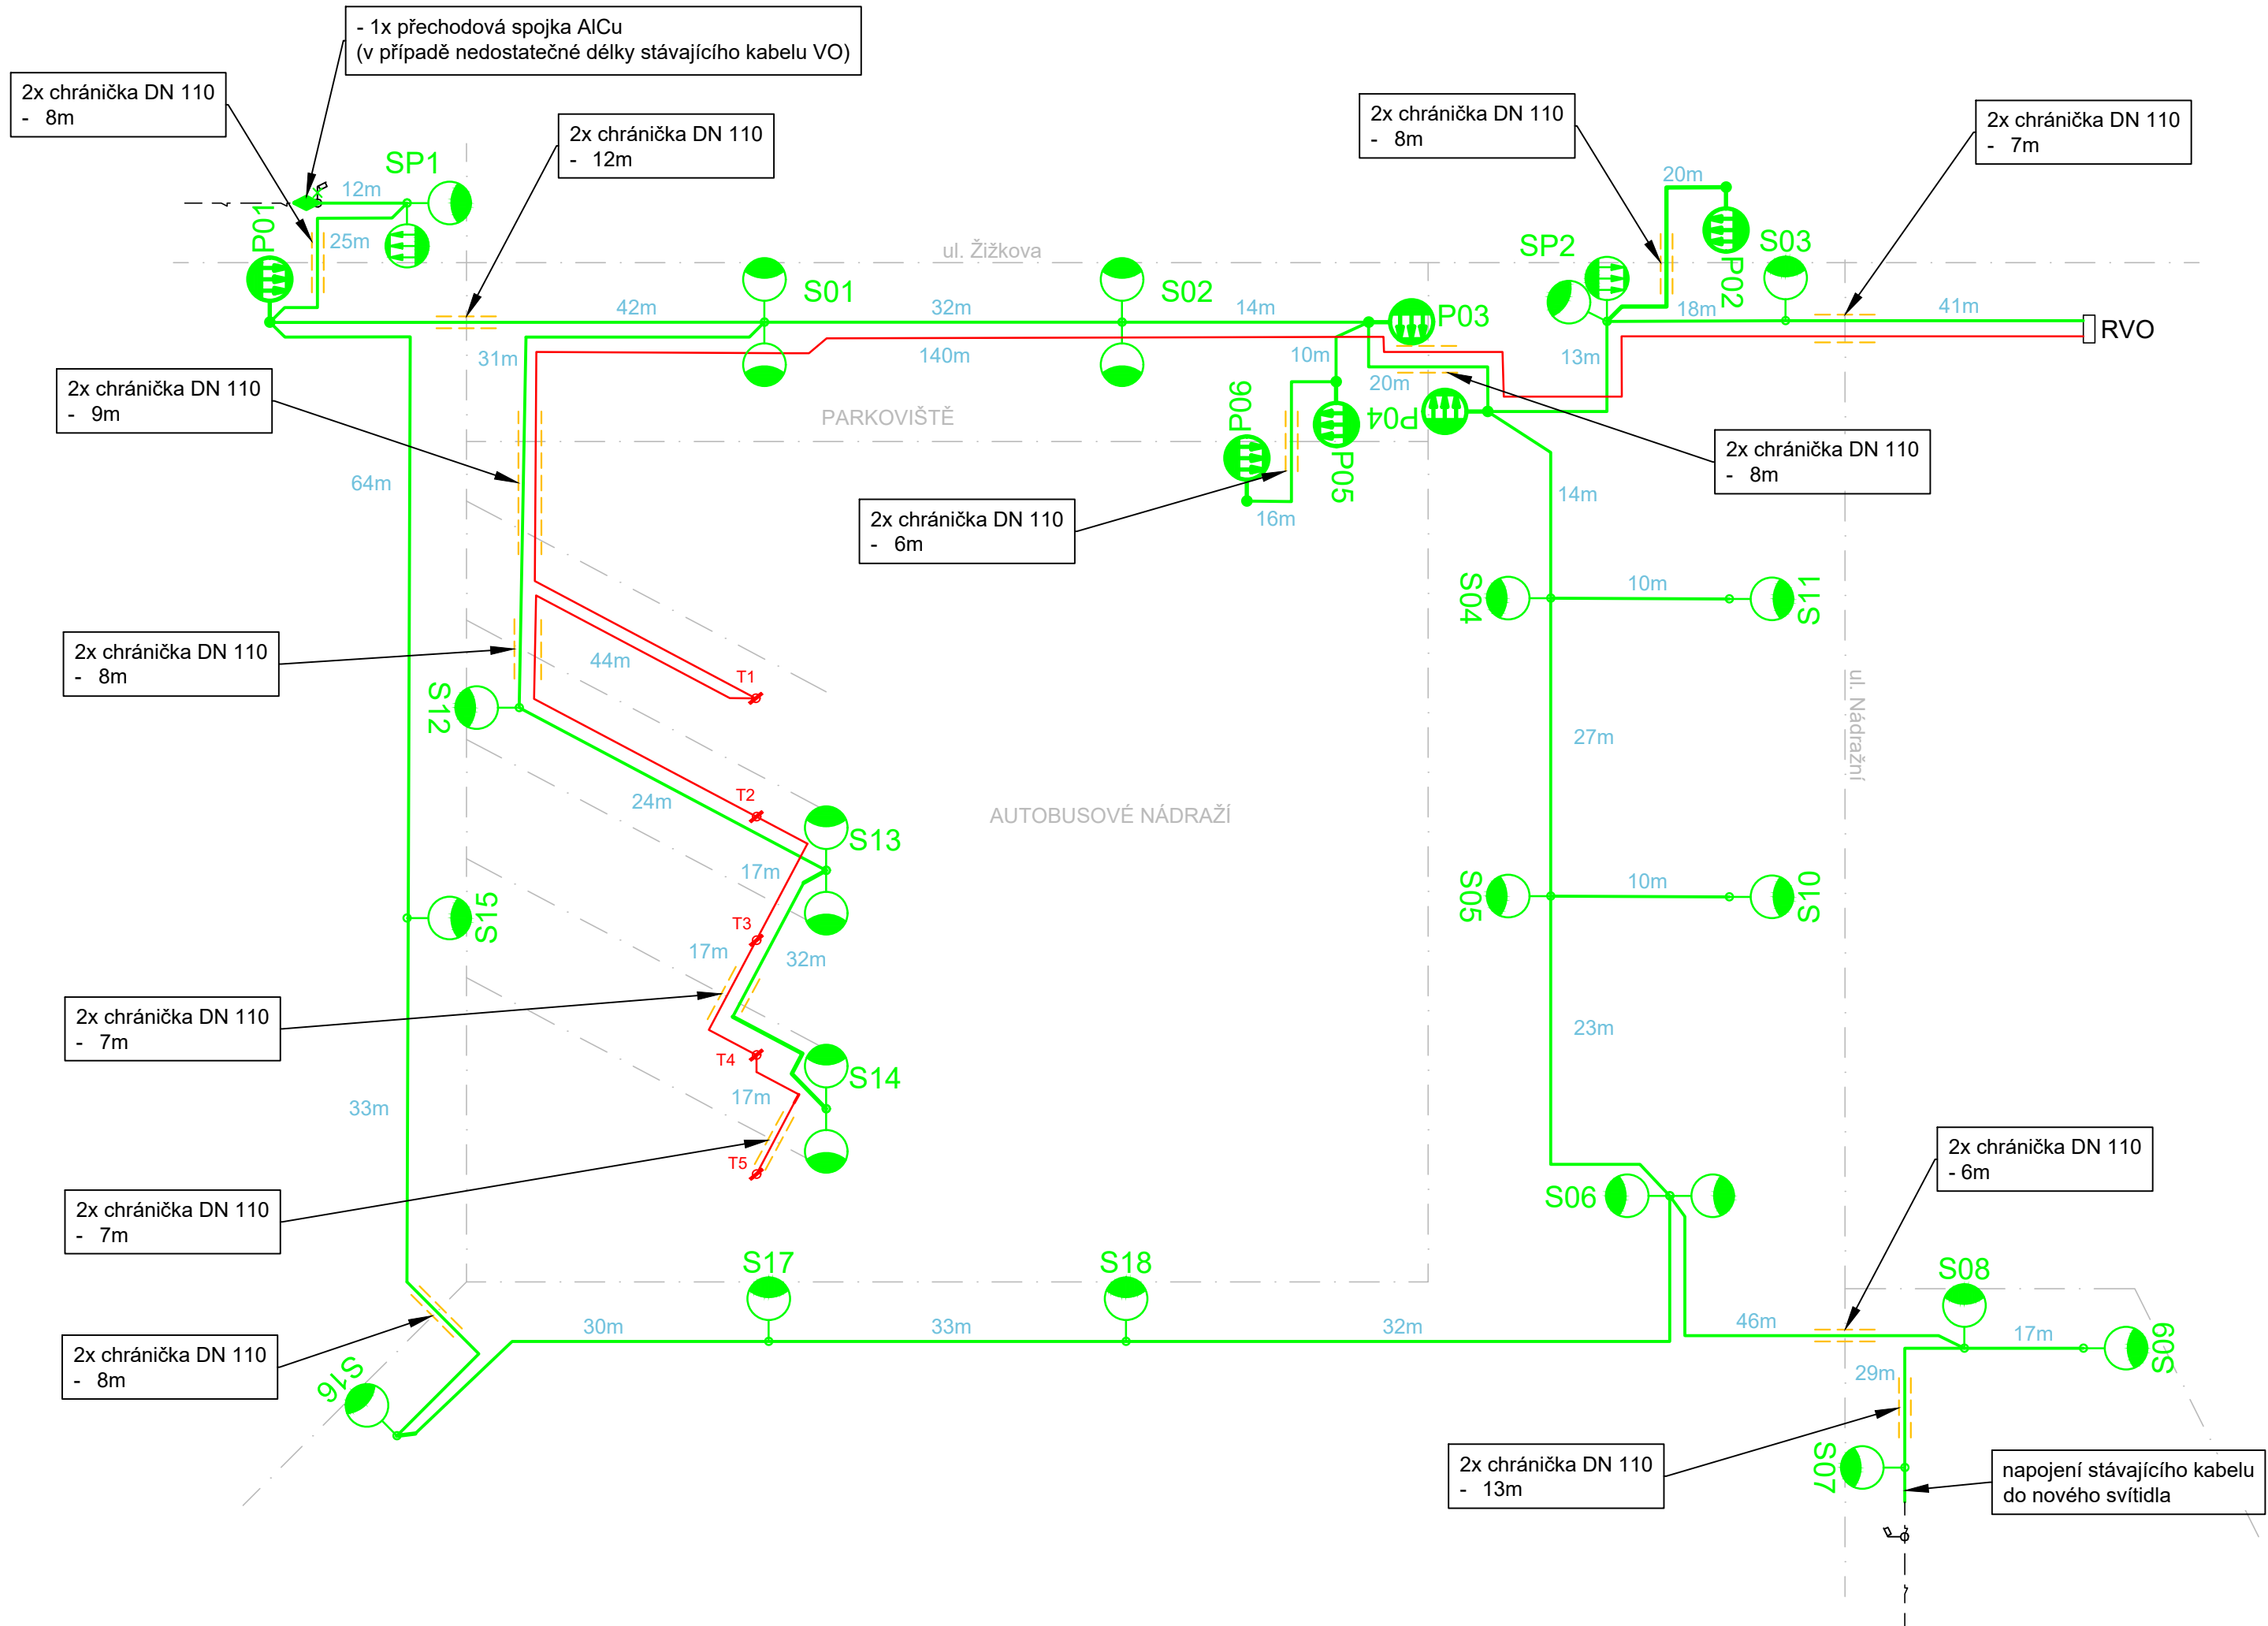 - 1x přechodová spojka AlCu
(v případě nedostatečné délky stávajícího kabelu VO)
2x chránička DN 110
- 8m
2x chránička DN 110
- 12m
2x chránička DN 110
- 8m
2x chránička DN 110
- 7m
SP1
12m
P01
25m
ul. Žižkova
SP2
20m
P02
S03
42m
S01
32m
S02
14m
P03
18m
41m
RVO
31m
140m
10m
20m
13m
2x chránička DN 110
- 9m
PARKOVIŠTĚ
P06
P05
P04
2x chránička DN 110
- 8m
64m
16m
14m
2x chránička DN 110
- 6m
S04
10m
S11
2x chránička DN 110
- 8m
44m
T1
S12
ul. Nádražní
27m
24m
T2
AUTOBUSOVÉ NÁDRAŽÍ
S13
17m
S05
10m
S10
S15
T3
17m
32m
2x chránička DN 110
- 7m
23m
T4
S14
17m
33m
T5
2x chránička DN 110
- 7m
2x chránička DN 110
- 6m
S06
S17
S18
S08
30m
33m
32m
46m
17m
S09
2x chránička DN 110
- 8m
S16
29m
2x chránička DN 110
- 13m
S07
napojení stávajícího kabelu
do nového svítidla